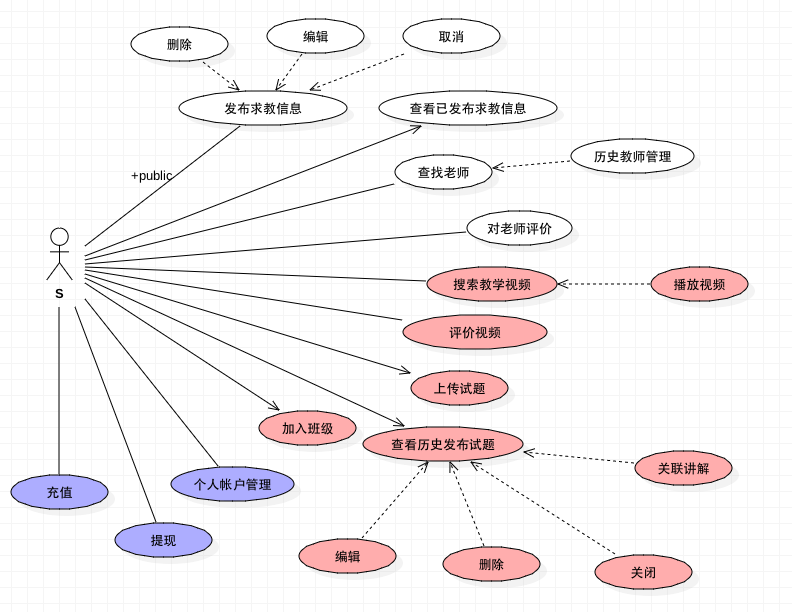 删除
编辑
取消
发布求教信息
查看已发布求教信息
历史教师管理
查找老师
+public
对老师评价
S
搜索教学视频
播放视频
评价视频
上传试题
加入班级
查看历史发布试题
关联讲解
个人帐户管理
充值
提现
编辑
删除
关闭